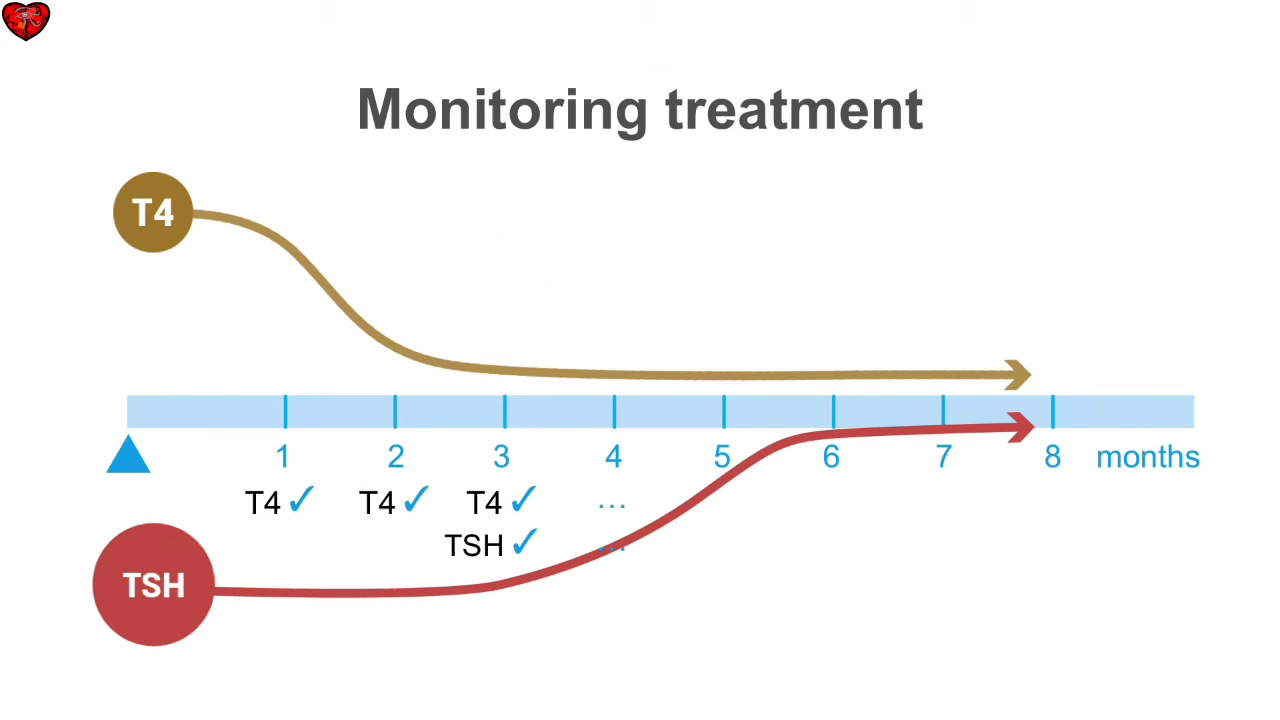 Monitoring treatment
T4
1 2 3 4 5 6 7 8 months
T4 ✓ T4 ✓ T4 ✓ ...
TSH ✓ ...
TSH